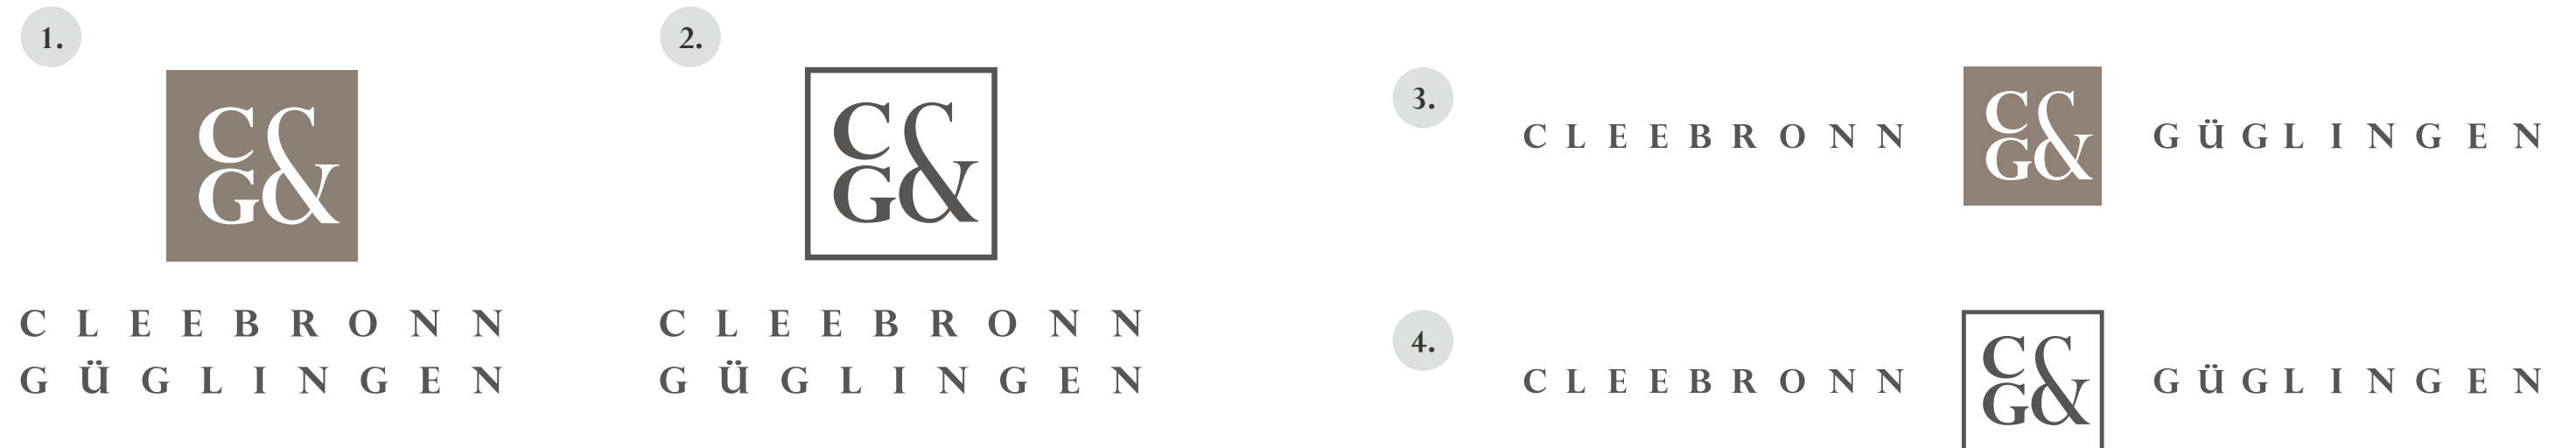 1.
C&
G
CLEEBRONN
GÜGLINGEN
2.
C&
G
CLEEBRONN
GÜGLINGEN
3.
CLEEBRONN C& GÜGLINGEN
G
4.
CLEEBRONN C& GÜGLINGEN
G